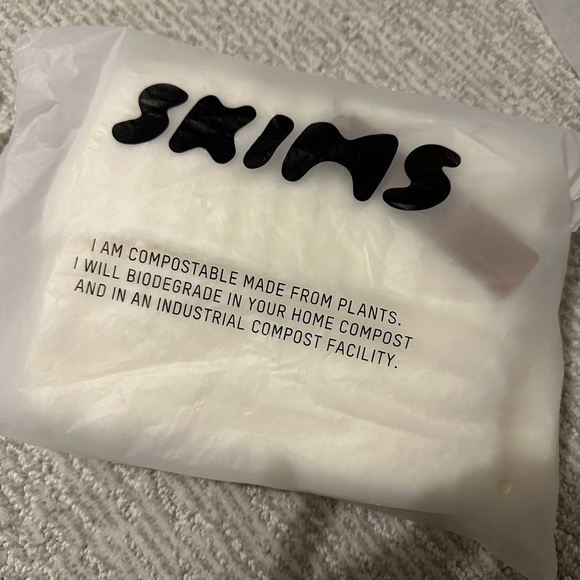 SKIMS
I AM COMPOSTABLE MADE FROM PLANTS.
I WILL BIODEGRADE IN YOUR HOME COMPOST
AND IN AN INDUSTRIAL COMPOST FACILITY.